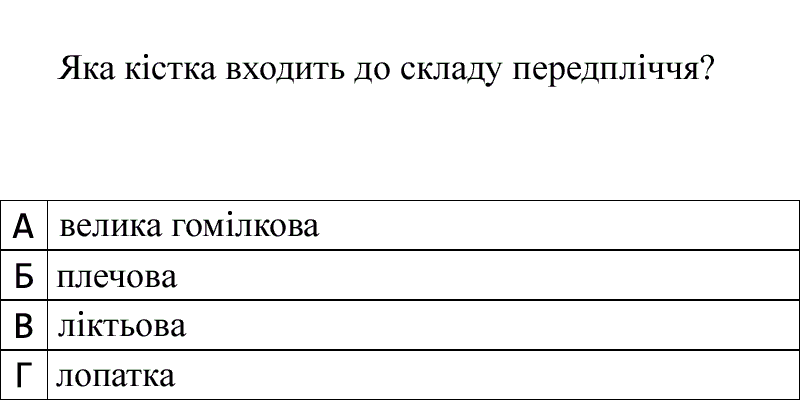 Яка кістка входить до складу передпліччя?
А велика гомілкова
Б плечова
В ліктьова
Г лопатка